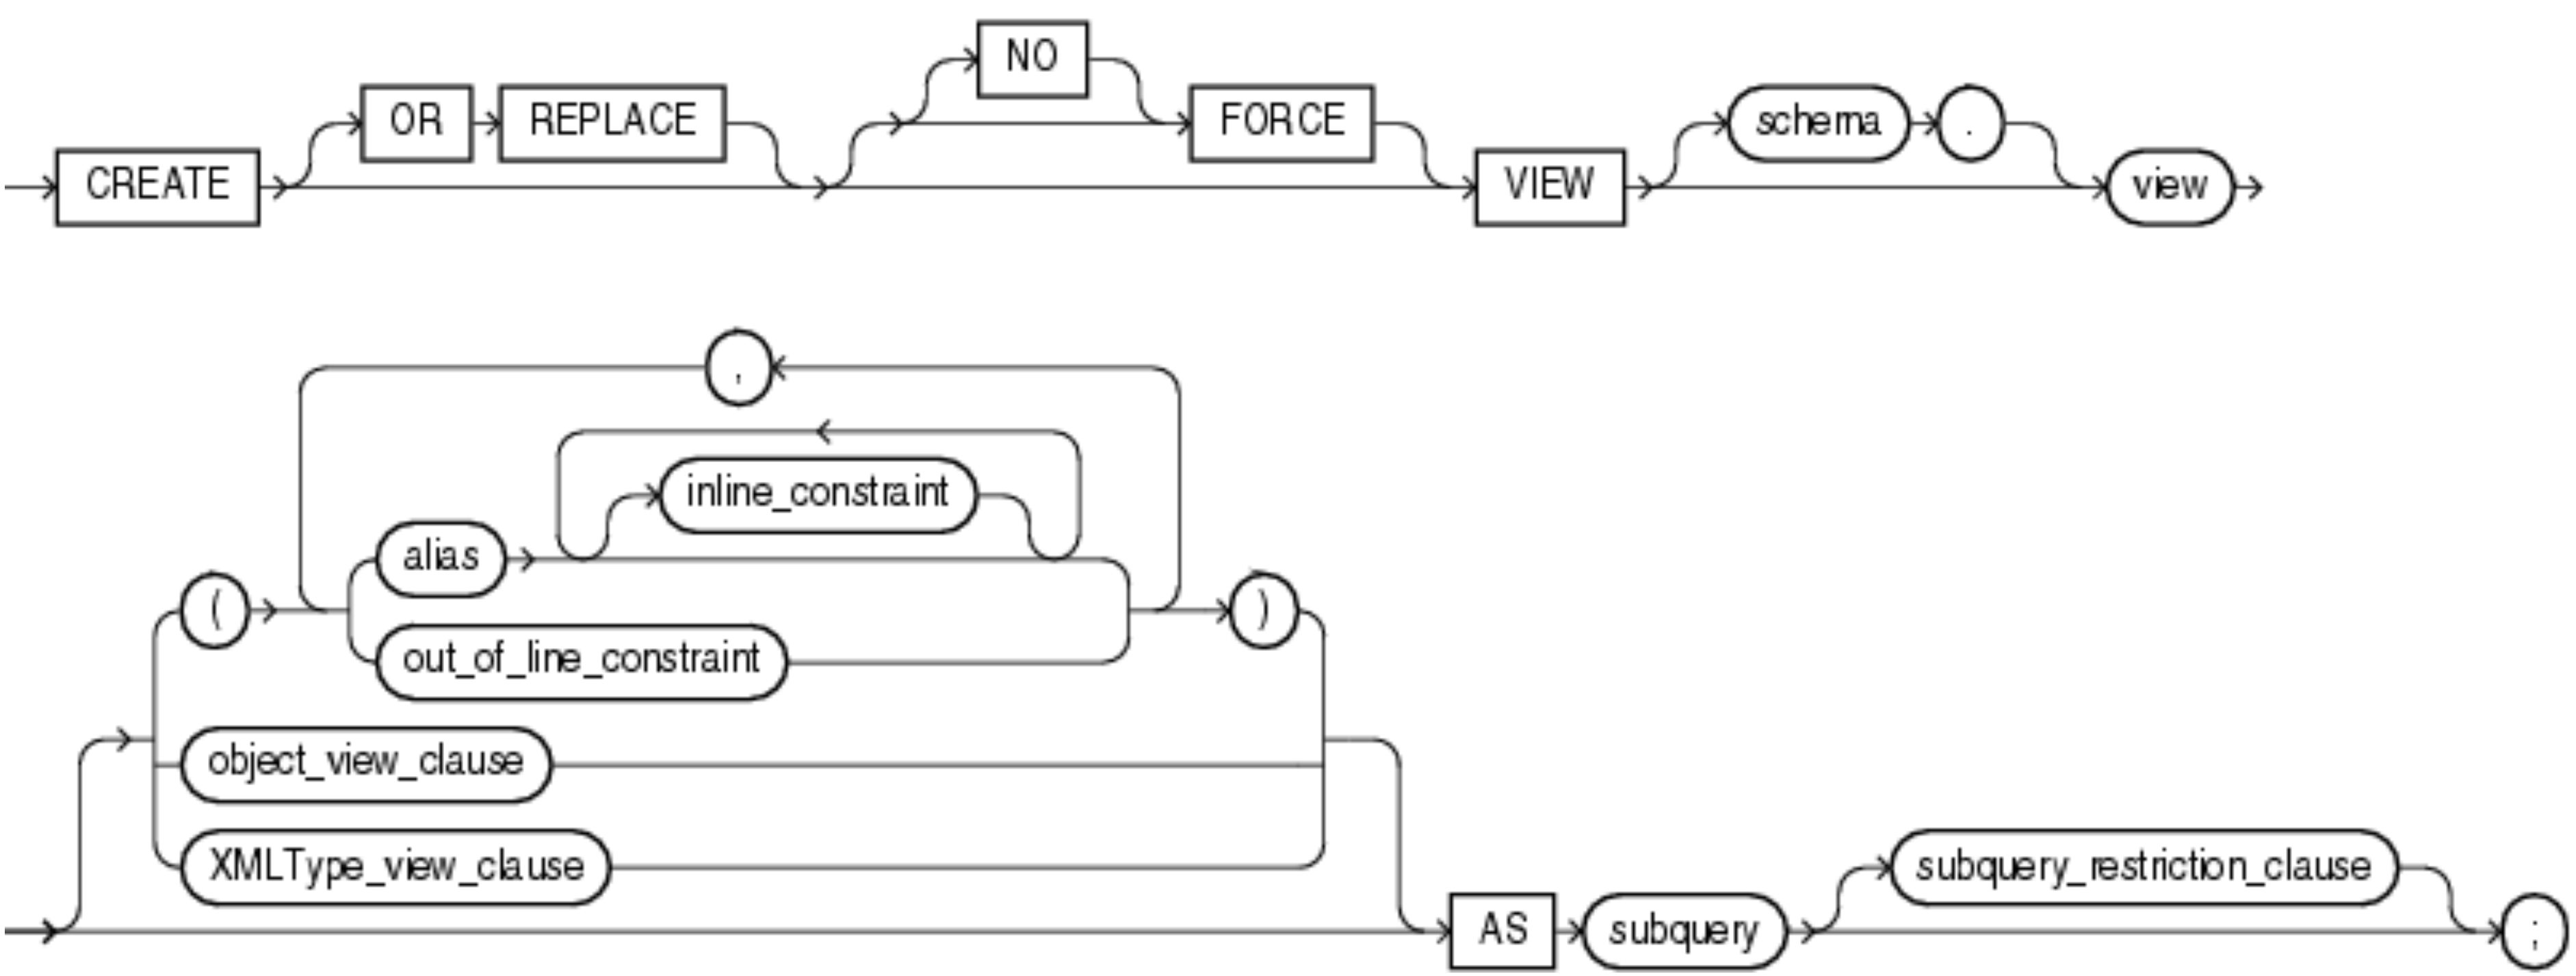 NO
CREATE OR REPLACE FORCE VIEW schema . view
,
inline_constraint
alias
( )
out_of_line_constraint
object_view_clause
XMLType_view_clause
subquery_restriction_clause
AS subquery ;